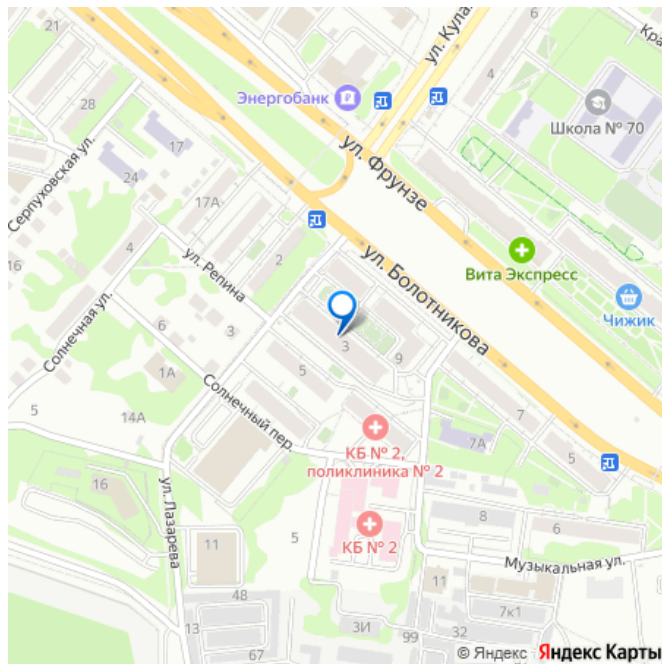 21
ул. Кула
6
Кра
28
Энергобанк
4
Школа № 70
17
ул. Фрунзе
Серпуховская ул.
24
17А
4
2
ул. Болотникова
Вита Экспресс
16
ул. Репина
Солнечная ул.
Чижик
6
3
3
9
1А
5
Солнечный пер.
5
14А
7
КБ № 2,
поликлиника № 2
7А
5
16
ул. Лазарева
8
6
11
5
КБ № 2
Музыкальная ул.
11
48
7к1
13
3И
99
32
67
© Яндекс Яндекс Карты